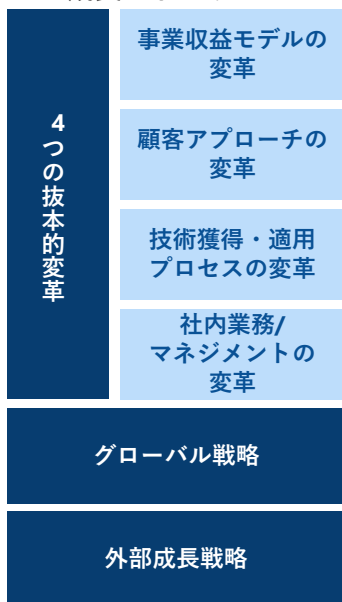 4つの抜本的変革
事業収益モデルの
変革
顧客アプローチの
変革
技術獲得・適用
プロセスの変革
社内業務/
マネジメントの
変革
グローバル戦略
外部成長戦略